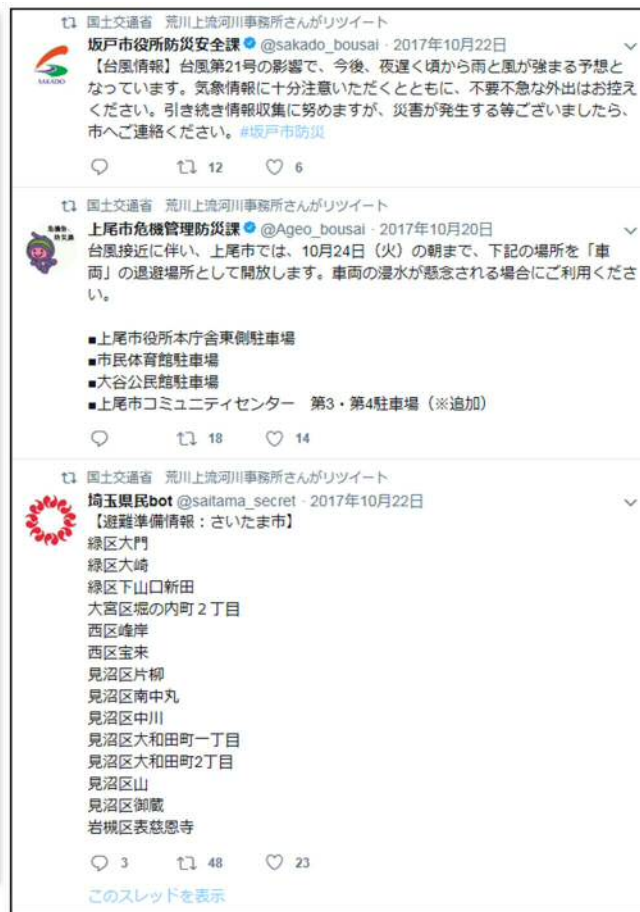 国土交通省 荒川上流河川事務所さんがリツイート
坂戸市役所防災安全課 @sakado_bousai · 2017年10月22日
【台風情報】台風第21号の影響で、今後、夜遅く頃から雨と風が強まる予想と
なっています。気象情報に十分注意いただくとともに、不要不急な外出はお控え
ください。引き続き情報収集に努めますが、災害が発生する等ございましたら、
市へご連絡ください。#坂戸市防災
SAKADO
12 6
国土交通省 荒川上流河川事務所さんがリツイート
上尾市危機管理防災課 @Ageo_bousai · 2017年10月20日
台風接近に伴い、上尾市では、10月24日（火）の朝まで、下記の場所を「車
両」の退避場所として開放します。車両の浸水が懸念される場合にご利用くださ
い。
■上尾市役所本庁舎東側駐車場
■市民体育館駐車場
■大谷公民館駐車場
■上尾市コミュニティセンター 第3・第4駐車場（※追加）
18 14
国土交通省 荒川上流河川事務所さんがリツイート
埼玉県民bot @saitama_secret · 2017年10月22日
【避難準備情報：さいたま市】
緑区大門
緑区大崎
緑区下山口新田
大宮区堀の内町２丁目
西区峰岸
西区宝来
見沼区片柳
見沼区南中丸
見沼区中川
見沼区大和田町一丁目
見沼区大和田町2丁目
見沼区山
見沼区御蔵
岩槻区表慈恩寺
3 48 23
このスレッドを表示